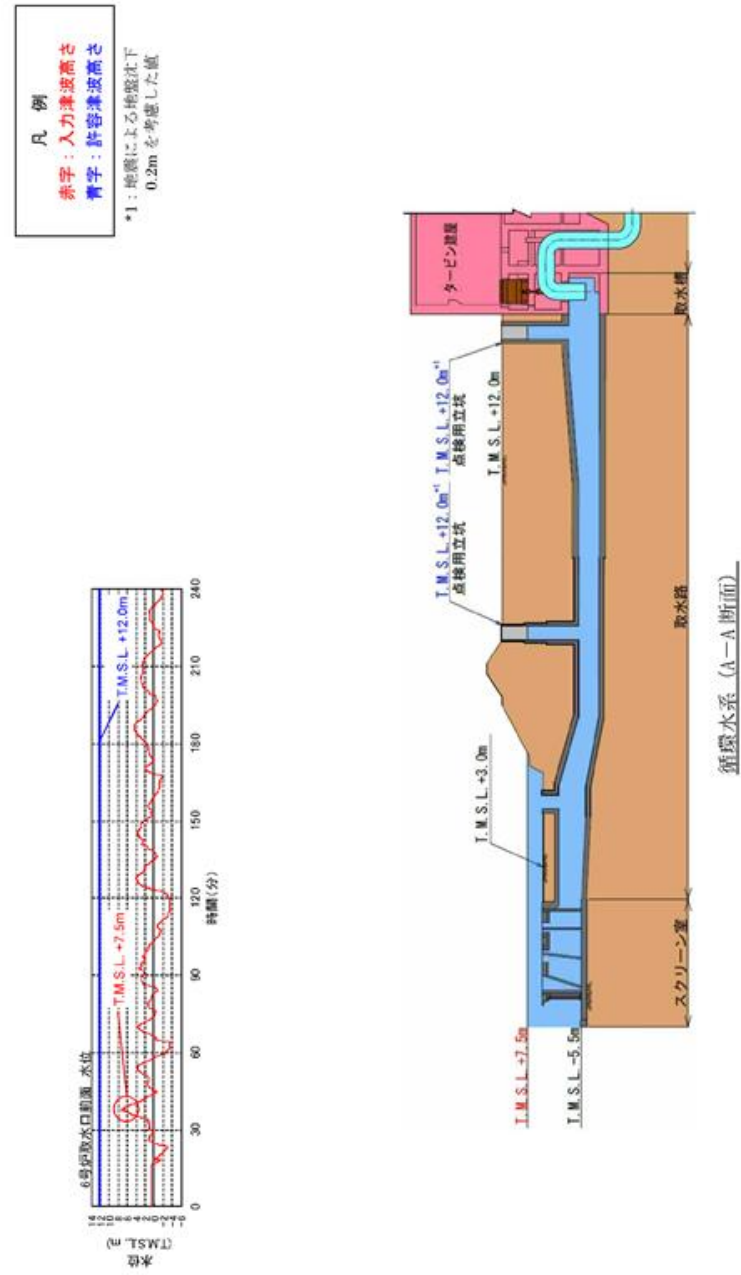 凡 例
赤字：入力津波高さ
青字：許容津波高さ
*1：地震による地盤沈下
0.2m を考慮した値
6号炉取水口前面 水位
水位
(T.M.S.L. m)
14
12
10
8
6
4
2
0
-2
-4
-6
T.M.S.L. +7.5m
T.M.S.L. +12.0m
0
30
60
90
120
150
180
210
240
時間(分)
T.M.S.L. +7.5m
T.M.S.L. -5.5m
T.M.S.L. +3.0m
T.M.S.L. +12.0m*1
点検用立坑
T.M.S.L. +12.0m*1
点検用立坑
T.M.S.L. +12.0m
タービン建屋
スクリーン室
取水路
取水槽
循環水系（A－A 断面）